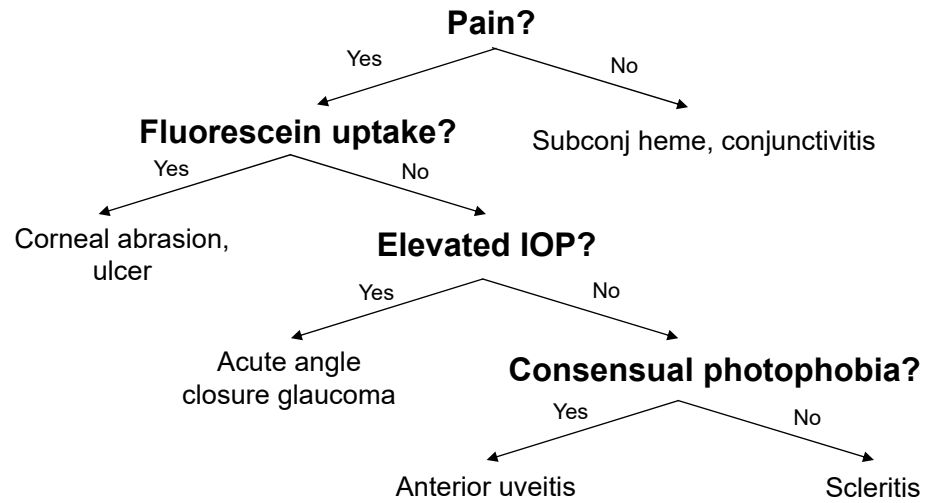 Pain?
Yes
No
Fluorescein uptake?
Subconj heme, conjunctivitis
Yes
No
Corneal abrasion,
ulcer
Elevated IOP?
Yes
No
Acute angle
closure glaucoma
Consensual photophobia?
Yes
No
Anterior uveitis
Scleritis